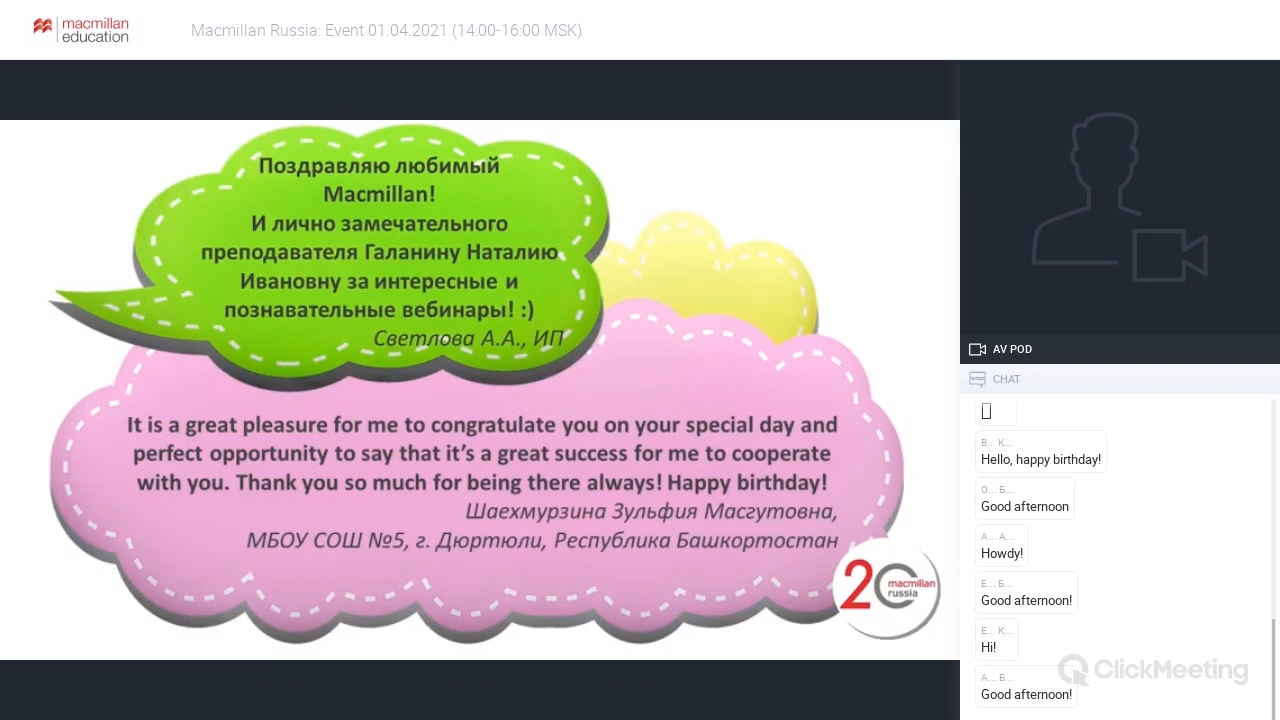 macmillan
education
Macmillan Russia: Event 01.04.2021 (14:00-16:00 MSK)
Поздравляю любимый
Macmillan!
И лично замечательного
преподавателя Галанину Наталию
Ивановну за интересные и
познавательные вебинары! :)
Светлова А.А., ИП
It is a great pleasure for me to congratulate you on your special day and
perfect opportunity to say that it’s a great success for me to cooperate
with you. Thank you so much for being there always! Happy birthday!
Шаехмурзина Зульфия Масгутовна,
МБОУ СОШ №5, г. Дюртюли, Республика Башкортостан
20
macmillan
russia
AV POD
CHAT
В... К...
Hello, happy birthday!
О... Б...
Good afternoon
А... А...
Howdy!
Е... Б...
Good afternoon!
Е... К...
Hi!
А... Б...
Good afternoon!
ClickMeeting